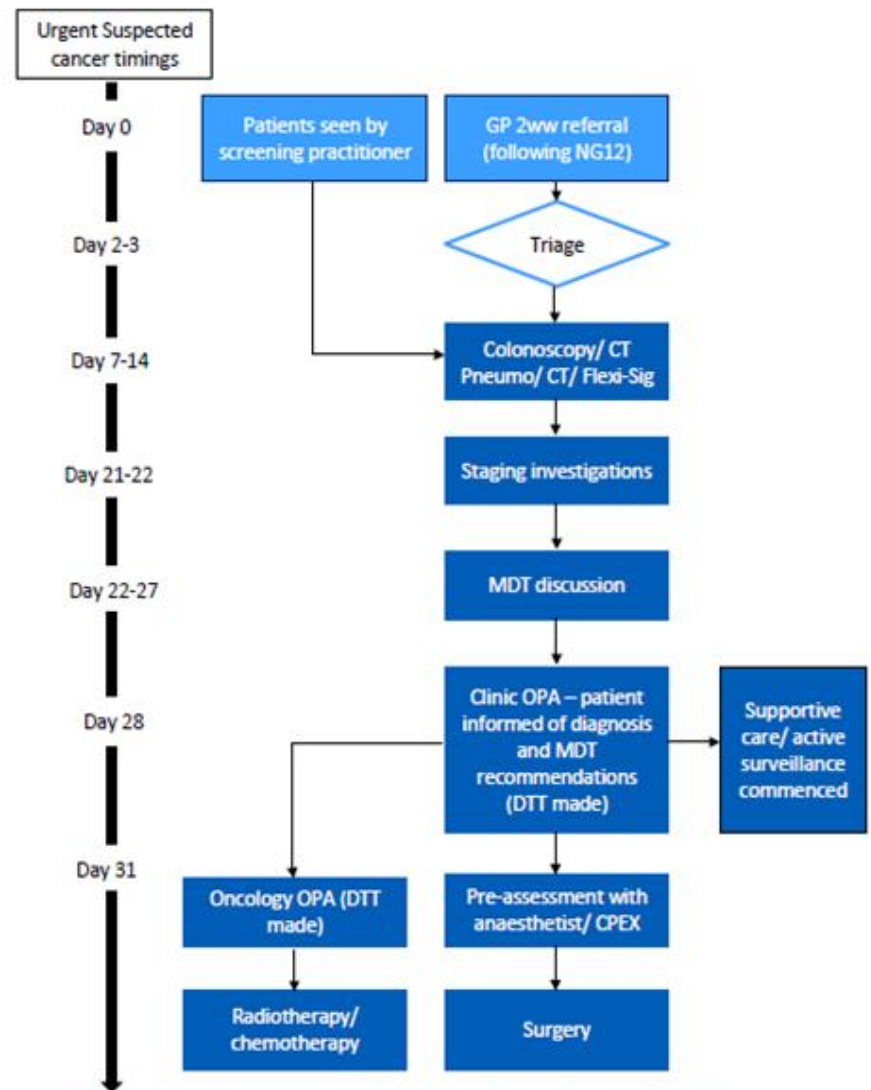 Urgent Suspected
cancer timings
Day 0
Patients seen by
screening practitioner
GP 2ww referral
(following NG12)
Day 2-3
Triage
Day 7-14
Colonoscopy/ CT
Pneumo/ CT/ Flexi-Sig
Day 21-22
Staging investigations
Day 22-27
MDT discussion
Day 28
Clinic OPA – patient
informed of diagnosis
and MDT
recommendations
(DTT made)
Supportive
care/ active
surveillance
commenced
Day 31
Oncology OPA (DTT
made)
Pre-assessment with
anaesthetist/ CPEX
Radiotherapy/
chemotherapy
Surgery